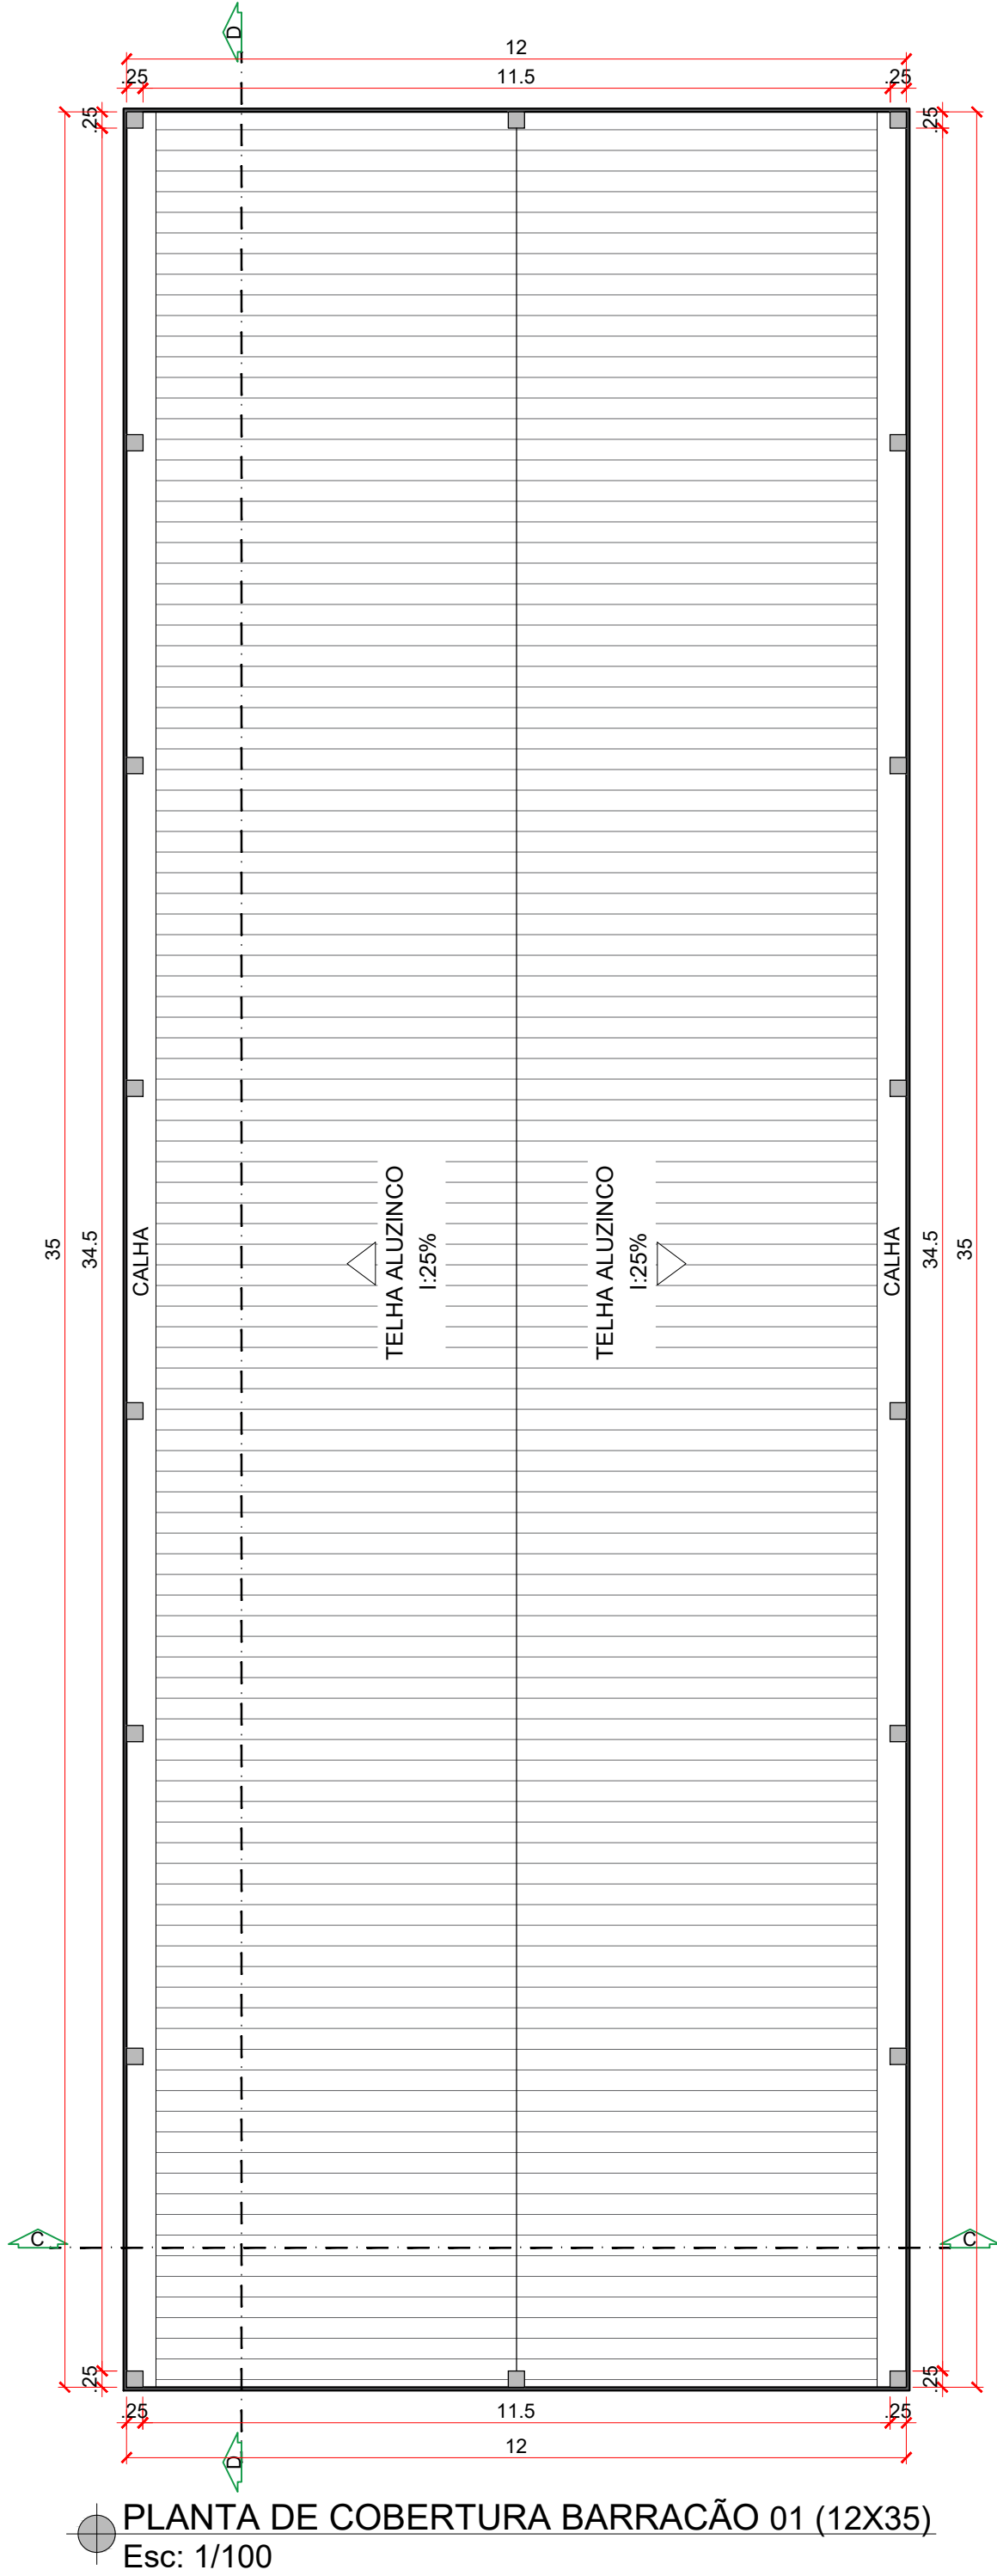 D
12
.25
11.5
.25
.25
.25
35
34.5
CALHA
TELHA ALUZINCO
I:25%
TELHA ALUZINCO
I:25%
CALHA
34.5
35
C
C
.25
.25
.25
11.5
.25
12
D
PLANTA DE COBERTURA BARRACÃO 01 (12X35)
Esc: 1/100